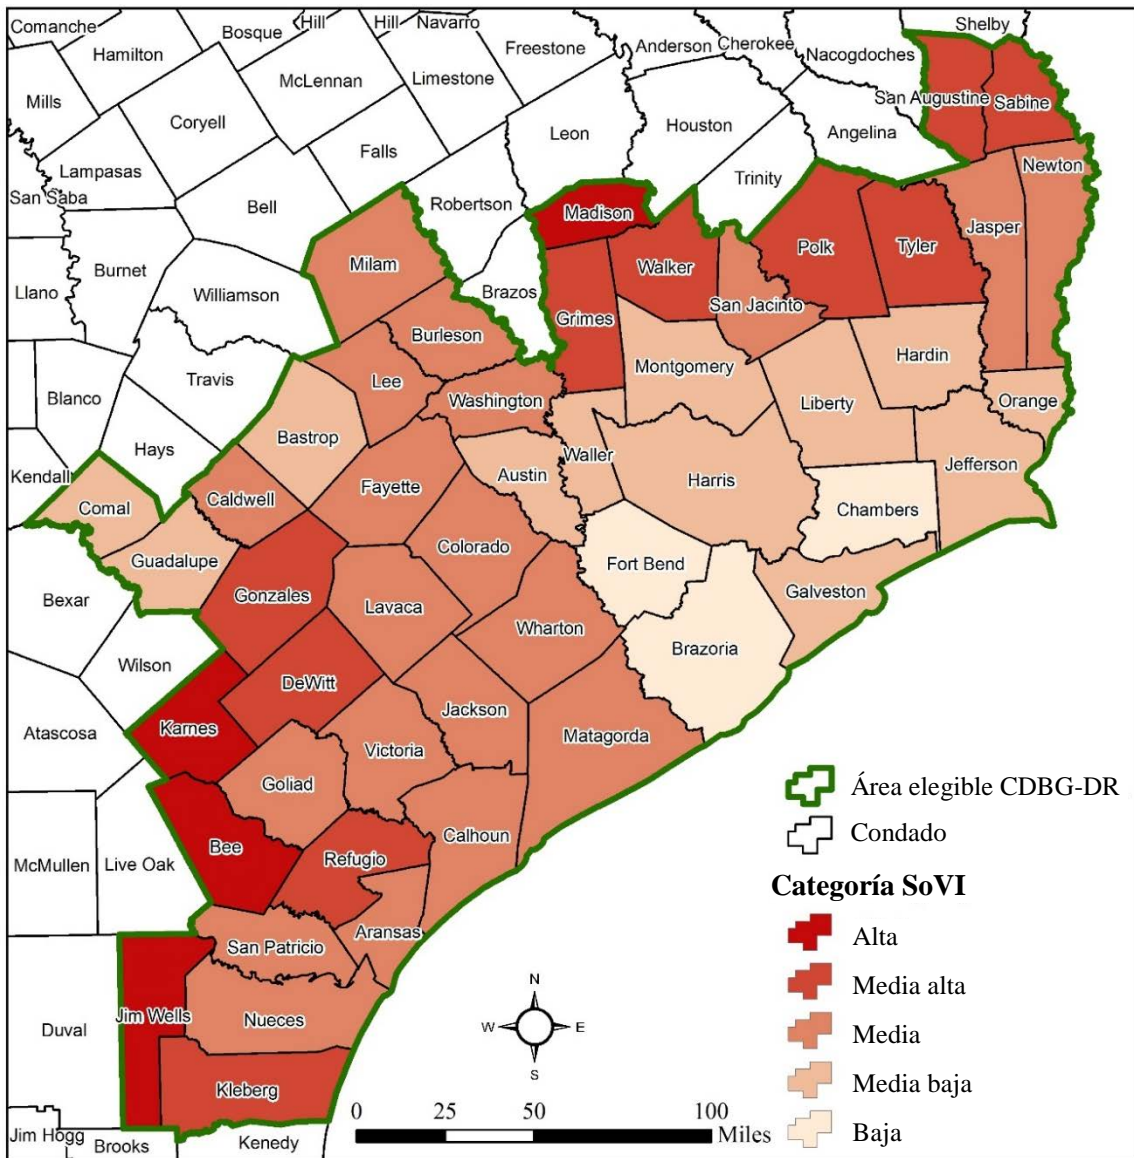 Comanche
Hamilton
Bosque
Hill
Hill
Navarro
Freestone
Anderson
Cherokee
Nacogdoches
Shelby
Mills
Coryell
McLennan
Limestone
Leon
Houston
Angelina
San Augustine
Sabine
Lampasas
Falls
Robertson
Trinity
Newton
San Saba
Bell
Madison
Jasper
Burnet
Milam
Walker
Polk
Tyler
Llano
Williamson
Brazos
Grimes
San Jacinto
Burleson
Montgomery
Hardin
Travis
Lee
Washington
Liberty
Orange
Blanco
Bastrop
Waller
Hays
Austin
Harris
Jefferson
Kendall
Comal
Caldwell
Fayette
Chambers
Guadalupe
Colorado
Fort Bend
Galveston
Bexar
Gonzales
Lavaca
Wharton
Brazoria
Wilson
DeWitt
Jackson
Matagorda
Atascosa
Karnes
Victoria
Goliad
Calhoun
McMullen
Live Oak
Bee
Refugio
San Patricio
Aransas
Duval
Jim Wells
Nueces
Kleberg
Jim Hogg
Brooks
Kenedy
N
W
E
S
0
25
50
100
Miles
Área elegible CDBG-DR
Condado
Categoría SoVI
Alta
Media alta
Media
Media baja
Baja